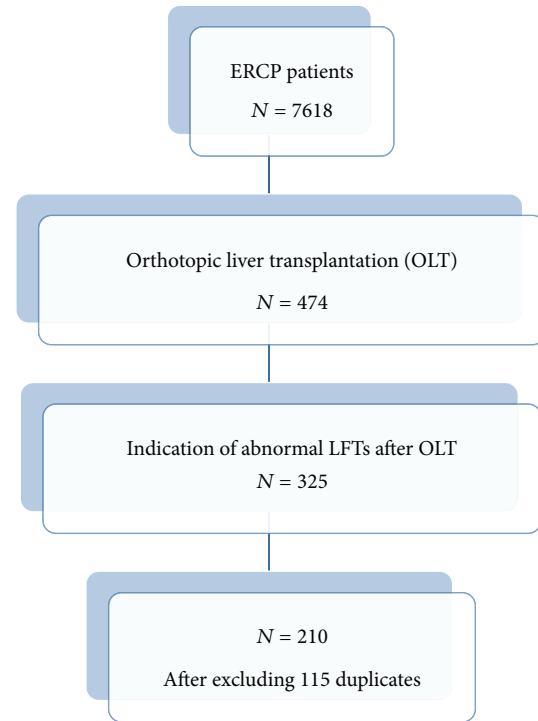 ERCP patients
N = 7618
Orthotopic liver transplantation (OLT)
N = 474
Indication of abnormal LFTs after OLT
N = 325
N = 210
After excluding 115 duplicates